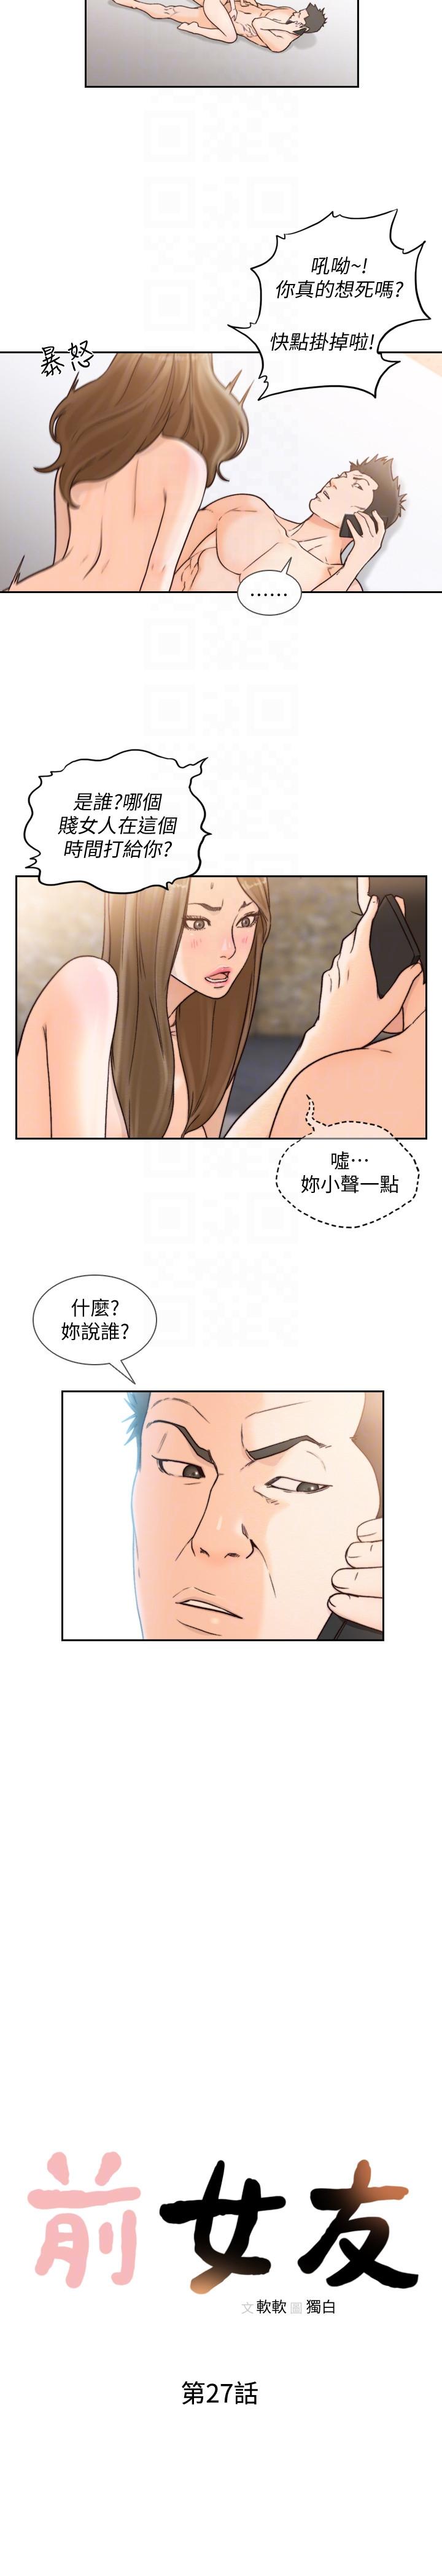 吼呦~!
你真的想死嗎?
快點掛掉啦!
暴怒
……
是誰?哪個
賤女人在這個
時間打給你?
噓…
妳小聲一點
什麼?
妳說誰?
前女友
文 軟軟 圖 獨白
第27話